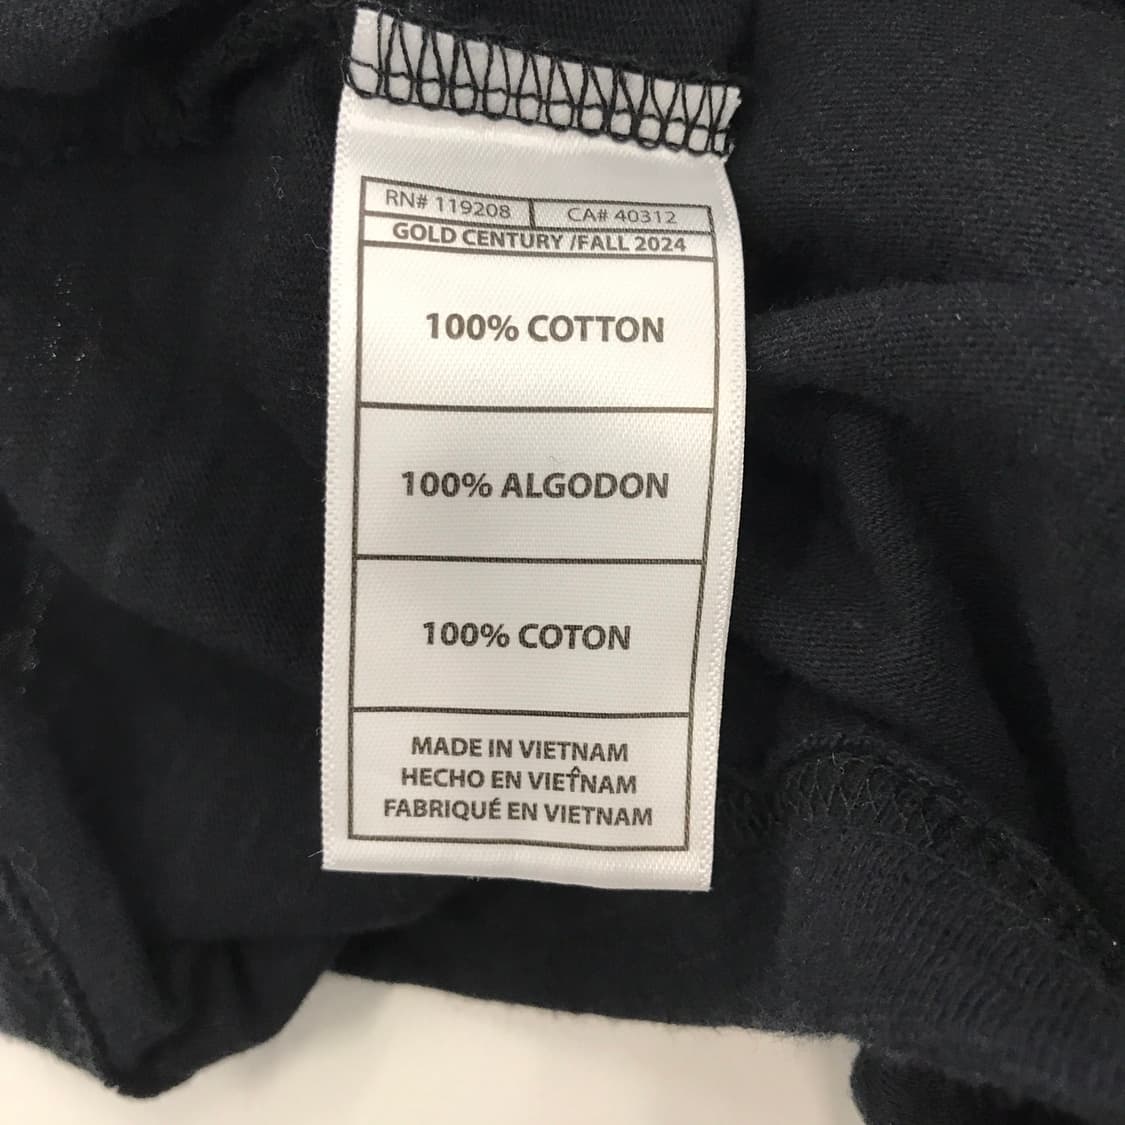 RN# 119208 CA# 40312
GOLD CENTURY /FALL 2024
100% COTTON
100% ALGODON
100% COTON
MADE IN VIETNAM
HECHO EN VIETNAM
FABRIQUÉ EN VIETNAM